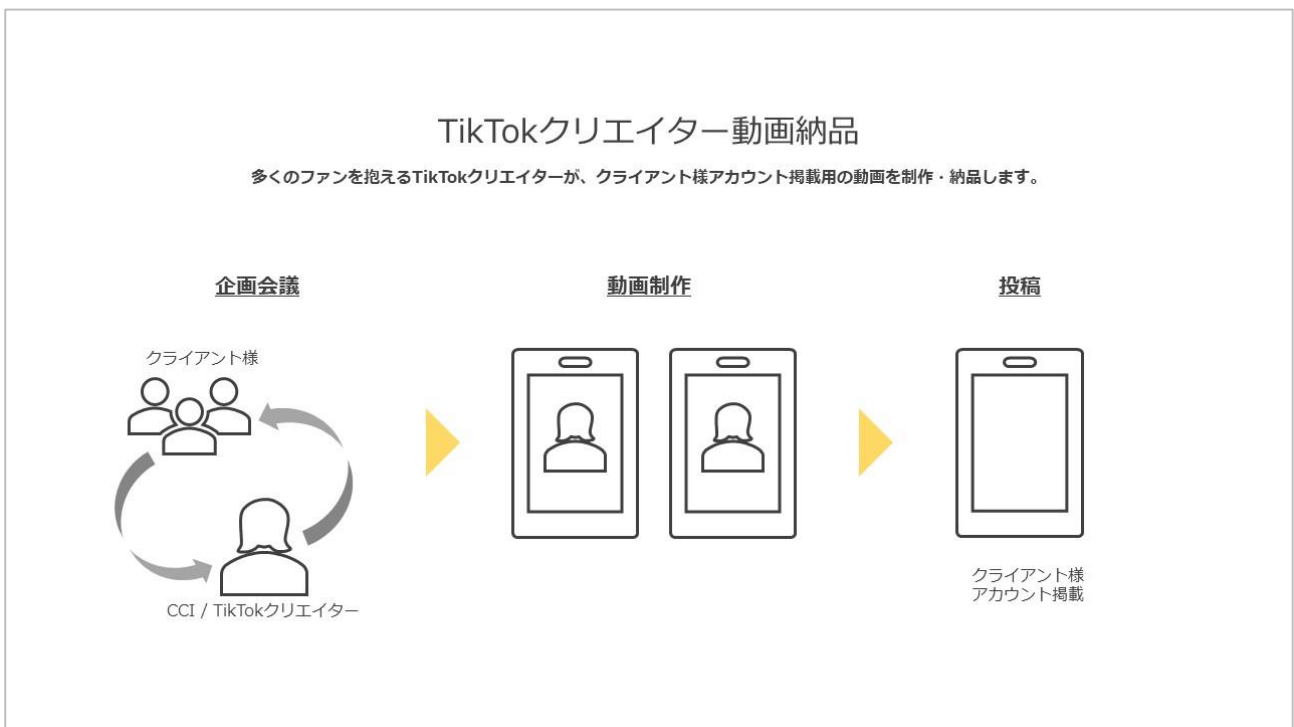 TikTokクリエイター動画納品
多くのファンを抱えるTikTokクリエイターが、クライアント様アカウント掲載用の動画を制作・納品します。
企画会議
クライアント様
CCI / TikTokクリエイター
動画制作
投稿
クライアント様
アカウント掲載